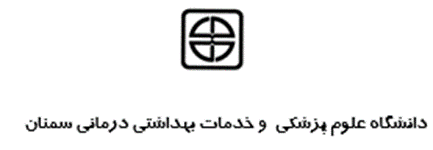 دانشگاه علوم پزشکی و خدمات بهداشتی درمانی سمنان